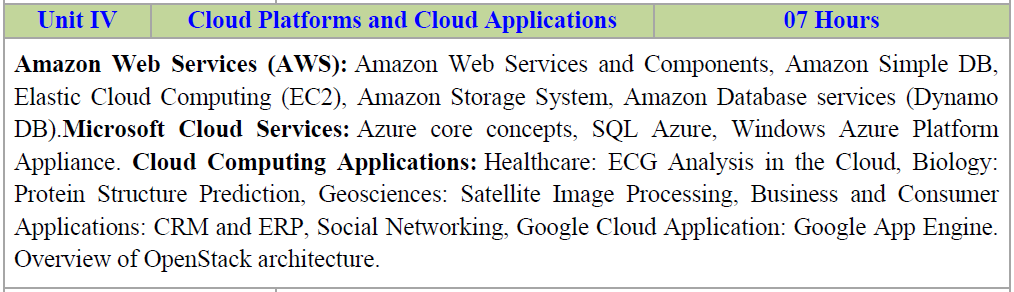 Unit IV Cloud Platforms and Cloud Applications 07 Hours
Amazon Web Services (AWS): Amazon Web Services and Components, Amazon Simple DB,
Elastic Cloud Computing (EC2), Amazon Storage System, Amazon Database services (Dynamo
DB).Microsoft Cloud Services: Azure core concepts, SQL Azure, Windows Azure Platform
Appliance. Cloud Computing Applications: Healthcare: ECG Analysis in the Cloud, Biology:
Protein Structure Prediction, Geosciences: Satellite Image Processing, Business and Consumer
Applications: CRM and ERP, Social Networking, Google Cloud Application: Google App Engine.
Overview of OpenStack architecture.